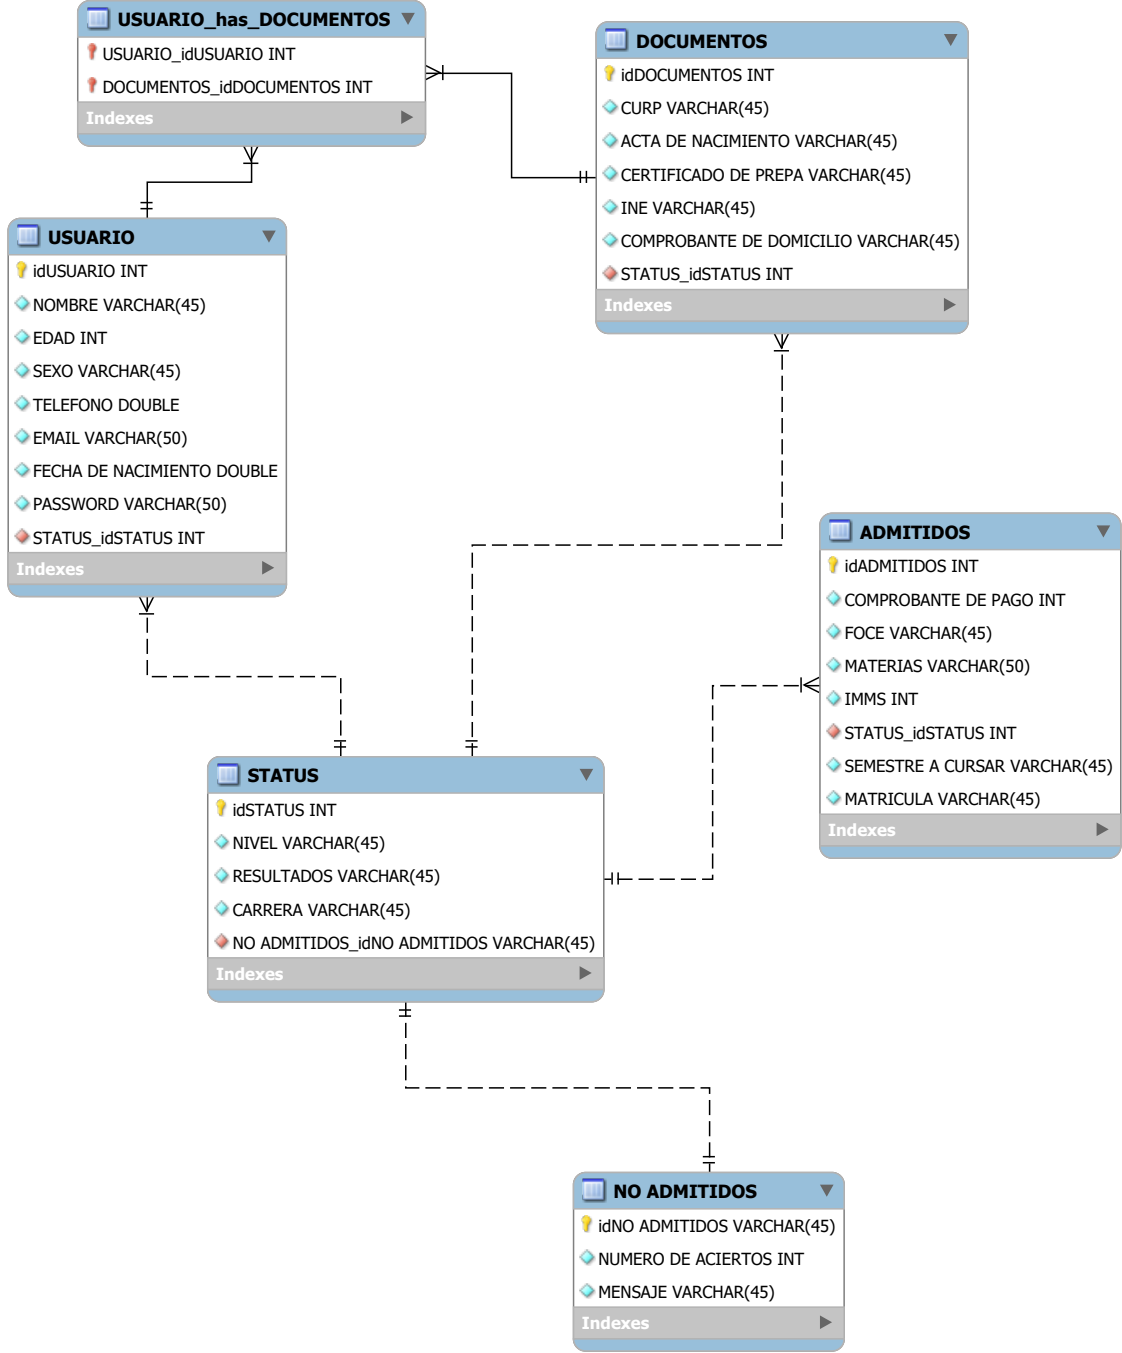 USUARIO_has_DOCUMENTOS
USUARIO_idUSUARIO INT
DOCUMENTOS_idDOCUMENTOS INT
Indexes
DOCUMENTOS
idDOCUMENTOS INT
CURP VARCHAR(45)
ACTA DE NACIMIENTO VARCHAR(45)
CERTIFICADO DE PREPA VARCHAR(45)
INE VARCHAR(45)
COMPROBANTE DE DOMICILIO VARCHAR(45)
STATUS_idSTATUS INT
Indexes
USUARIO
idUSUARIO INT
NOMBRE VARCHAR(45)
EDAD INT
SEXO VARCHAR(45)
TELEFONO DOUBLE
EMAIL VARCHAR(50)
FECHA DE NACIMIENTO DOUBLE
PASSWORD VARCHAR(50)
STATUS_idSTATUS INT
Indexes
ADMITIDOS
idADMITIDOS INT
COMPROBANTE DE PAGO INT
FOCE VARCHAR(45)
MATERIAS VARCHAR(50)
IMMS INT
STATUS_idSTATUS INT
SEMESTRE A CURSAR VARCHAR(45)
MATRICULA VARCHAR(45)
Indexes
STATUS
idSTATUS INT
NIVEL VARCHAR(45)
RESULTADOS VARCHAR(45)
CARRERA VARCHAR(45)
NO ADMITIDOS_idNO ADMITIDOS VARCHAR(45)
Indexes
NO ADMITIDOS
idNO ADMITIDOS VARCHAR(45)
NUMERO DE ACIERTOS INT
MENSAJE VARCHAR(45)
Indexes